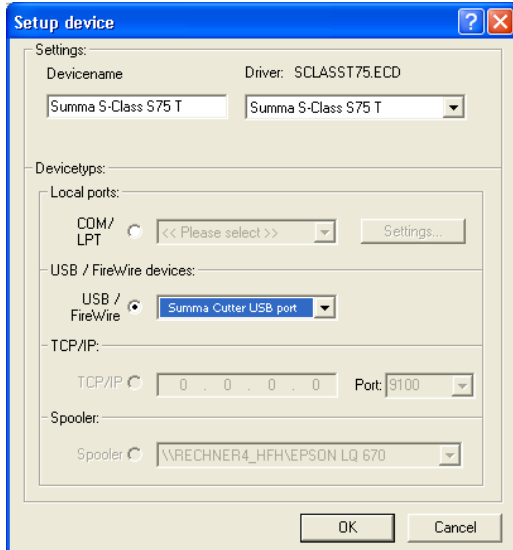 Setup device
Settings:
Devicename
Driver: SCLASST75.ECD
Summa S-Class S75 T
Summa S-Class S75 T
Devicetyps:
Local ports:
COM/
LPT
<< Please select >>
Settings...
USB / FireWire devices:
USB /
FireWire
Summa Cutter USB port
TCP/IP:
TCP/IP
0 . 0 . 0 . 0
Port: 9100
Spooler:
Spooler
\\RECHNER4_HFH\EPSON LQ 670
OK
Cancel